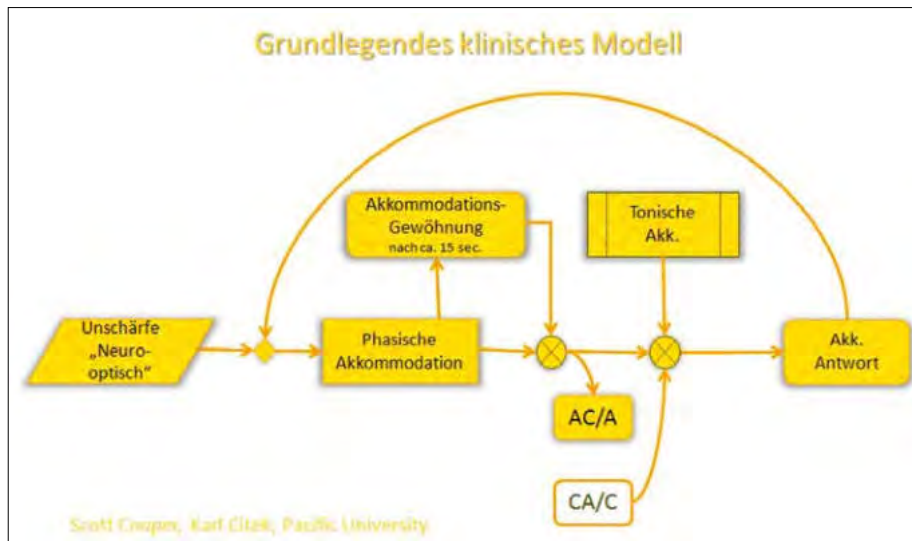 Grundlegendes klinisches Modell
Akkommodations-
Gewöhnung
nach ca. 15 sec.
Tonische
Akk.
Unschärfe
„Neuro-
optisch“
Phasische
Akkommodation
Akk.
Antwort
AC/A
CA/C
Scott Cooper, Karl Citek, Pacific University